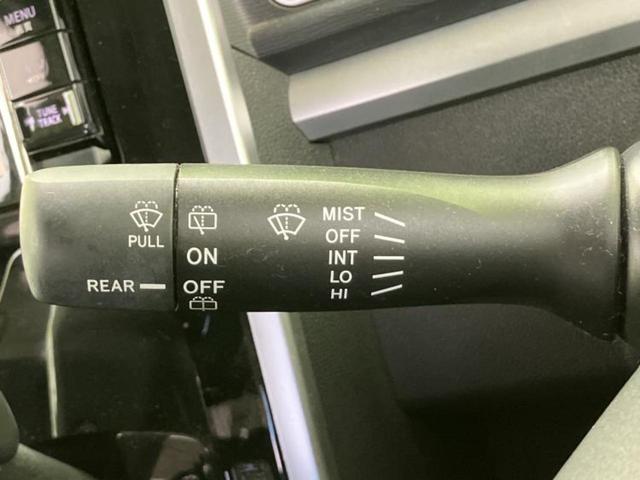 MENU
TUNE
TRACK
PULL
REAR
ON
OFF
MIST
OFF
INT
LO
HI